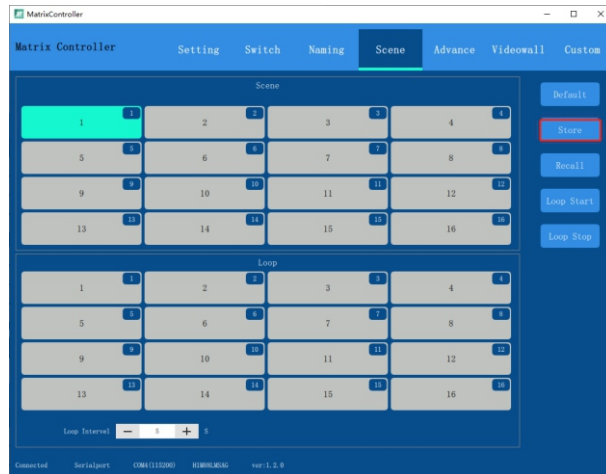 MatrixController
Matrix Controller Setting Switch Naming Scene Advance Videowall Custom
Scene
Default
1 1 2 2 3 3 4 4
Store
5 5 6 6 7 7 8 8
Recall
9 9 10 10 11 11 12 12
Loop Start
13 13 14 14 15 15 16 16
Loop Stop
Loop
1 1 2 2 3 3 4 4
5 5 6 6 7 7 8 8
9 9 10 10 11 11 12 12
13 13 14 14 15 15 16 16
Loop Interval 5 S
Connected Serialport COM4(115200) ver:1.2.0